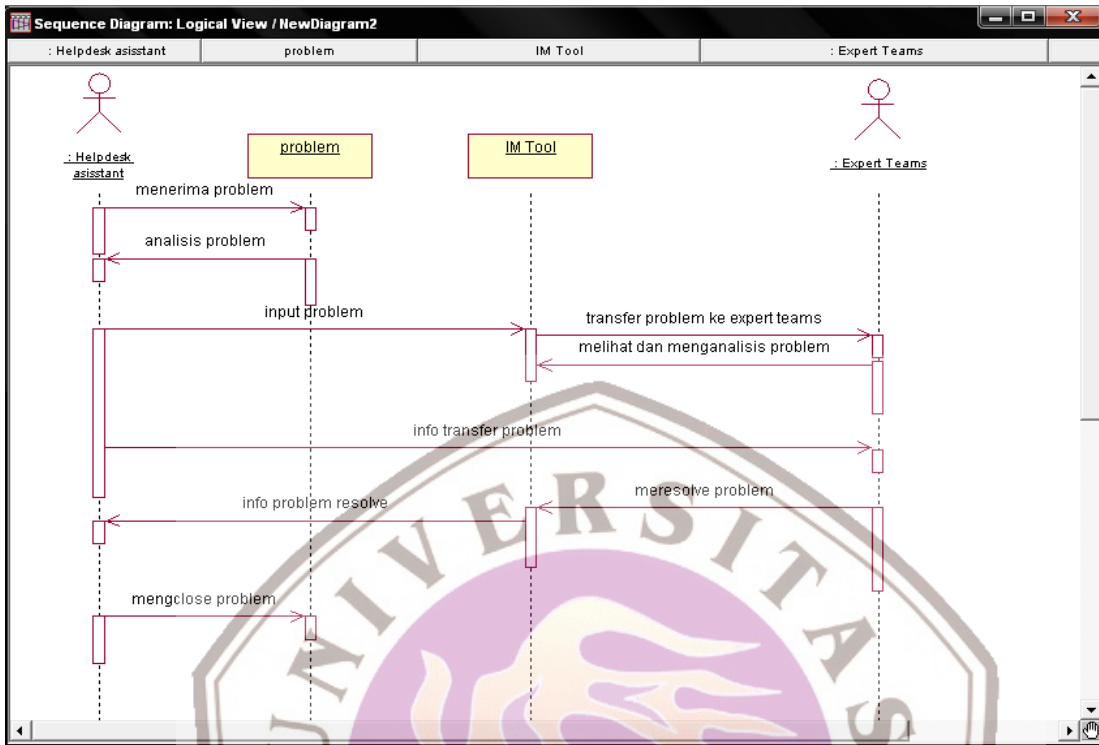 Sequence Diagram: Logical View / NewDiagram2
: Helpdesk asisstant
problem
IM Tool
: Expert Teams
: Helpdesk
asisstant
problem
IM Tool
: Expert Teams
menerima problem
analisis problem
input problem
transfer problem ke expert teams
melihat dan menganalisis problem
info transfer problem
meresolve problem
info problem resolve
mengclose problem
UNIVERSITAS